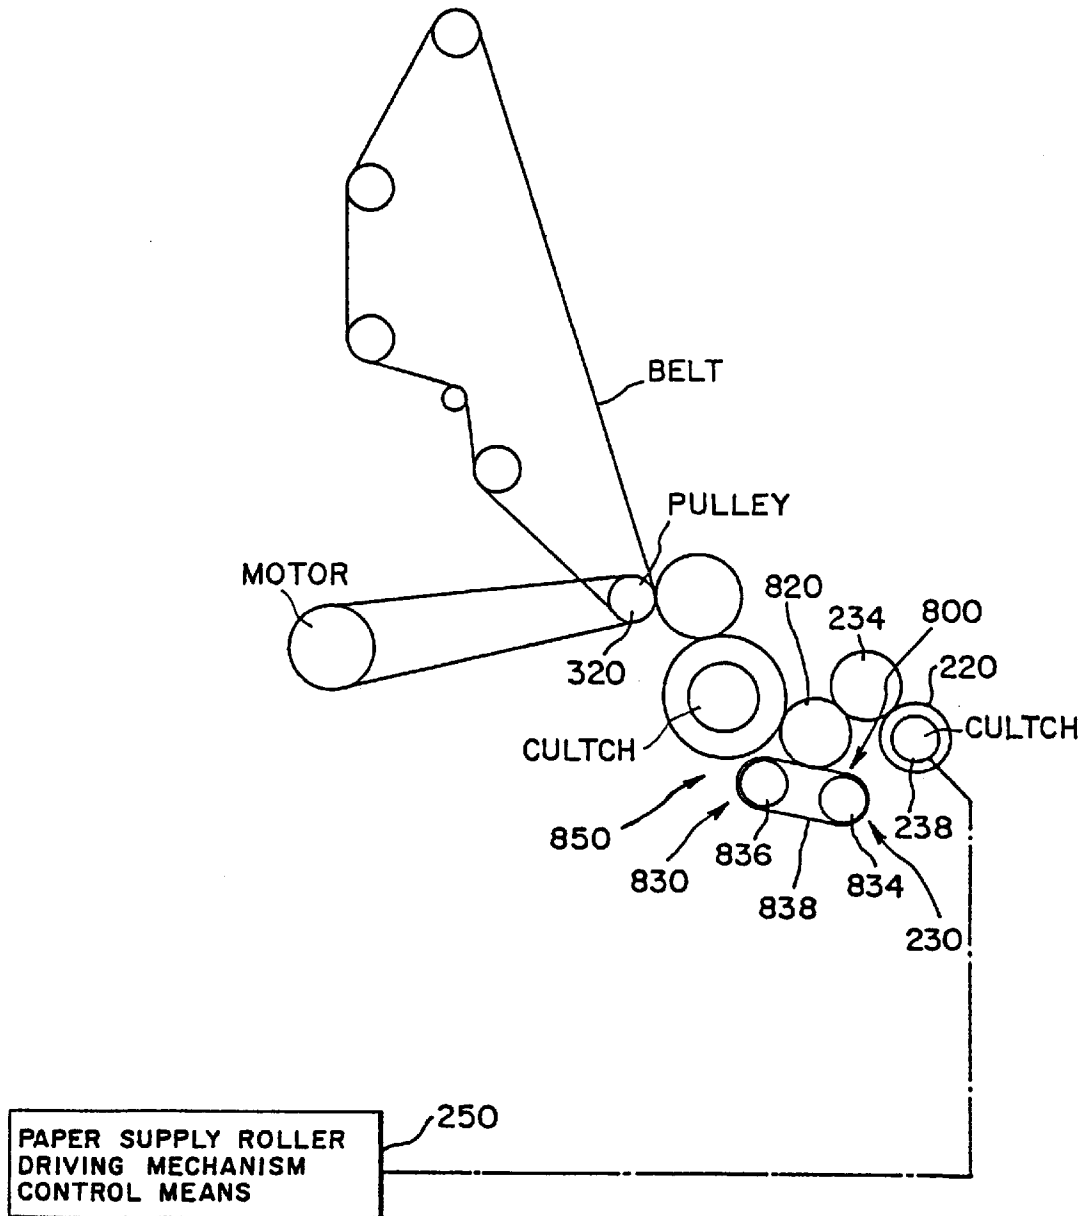 BELT
PULLEY
MOTOR
820
234
800
320
220
CULTCH
CULTCH
850
830
836
838
834
238
230
250
PAPER SUPPLY ROLLER
DRIVING MECHANISM
CONTROL MEANS